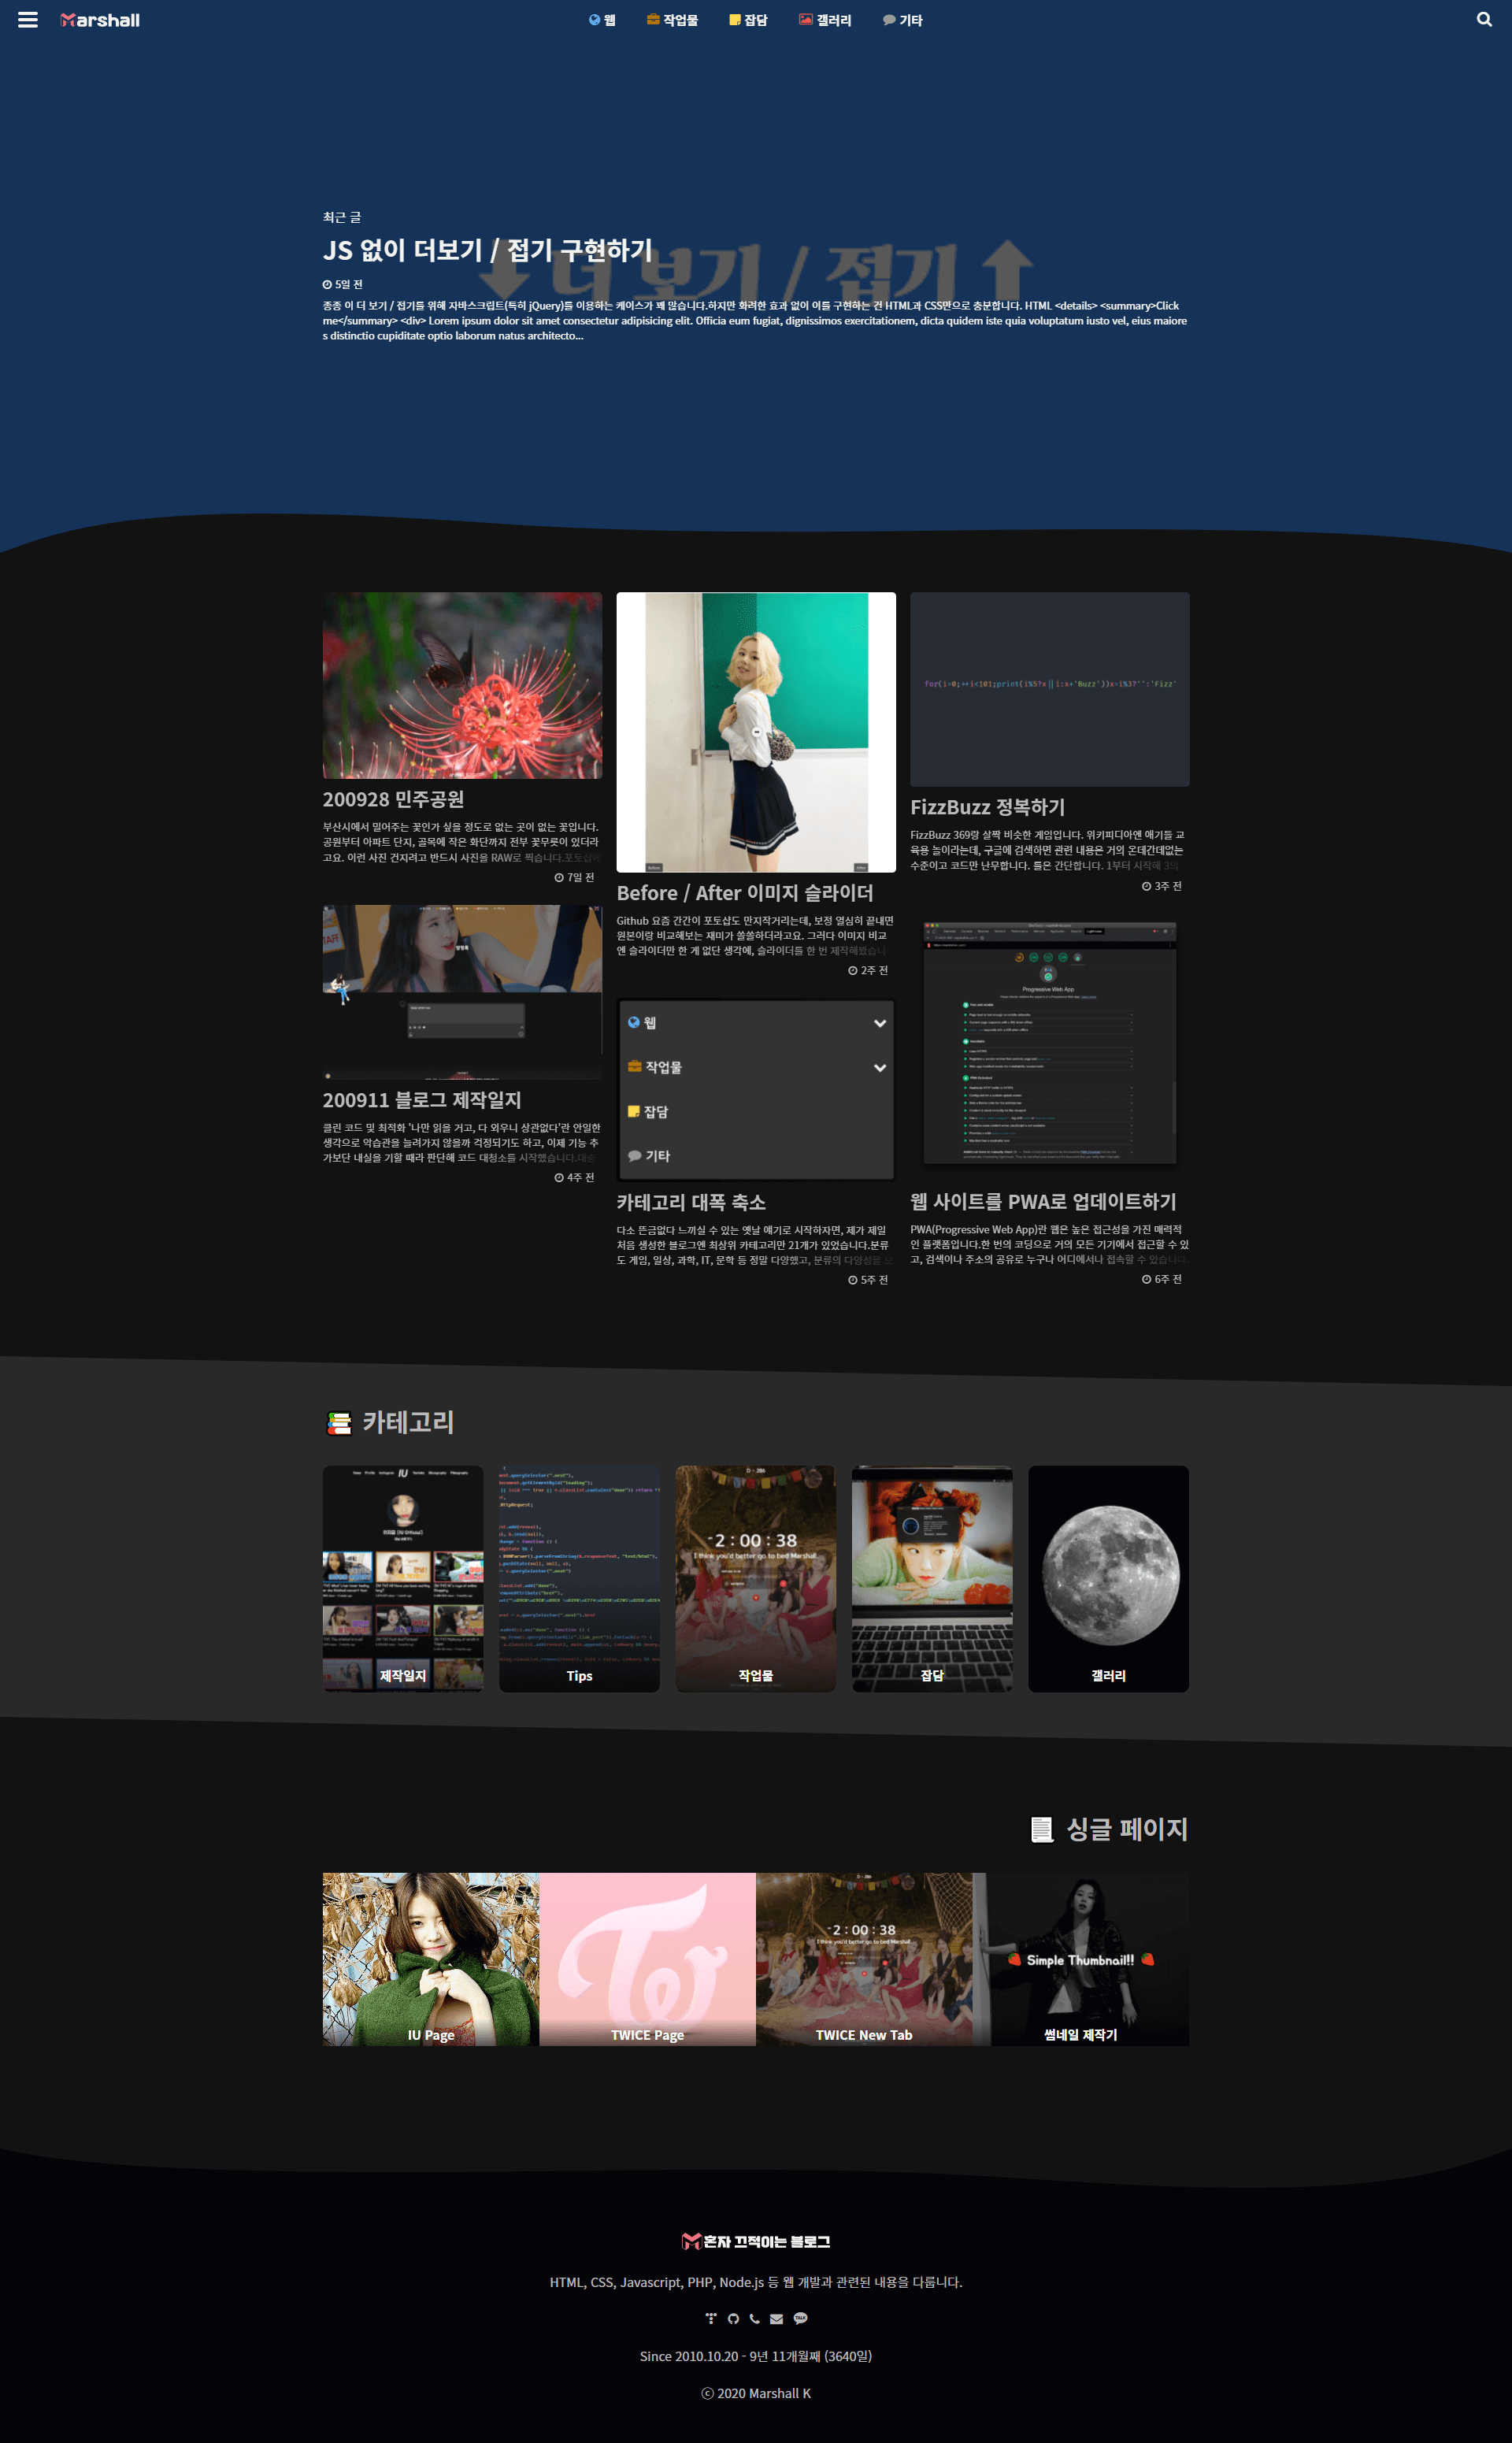 Marshall
웹
작업물
잡담
갤러리
기타
최근 글
JS 없이 더보기 / 접기 구현하기
더 보기 / 접기
5일 전
종종 이 더 보기 / 접기를 위해 자바스크립트(특히 jQuery)를 이용하는 케이스가 꽤 많습니다.하지만 화려한 효과 없이 이를 구현하는 건 HTML과 CSS만으로 충분합니다. HTML <details> <summary>Click
me</summary> <div> Lorem ipsum dolor sit amet consectetur adipisicing elit. Officia eum fugiat, dignissimos exercitationem, dicta quidem iste quia voluptatum iusto vel, eius maiore
s distinctio cupiditate optio laborum natus architecto...
200928 민주공원
부산시에서 밀어주는 꽃인가 싶을 정도로 없는 곳이 없는 꽃입니다.
공원부터 아파트 단지, 골목에 작은 화단까지 전부 꽃무릇이 있더라
고요. 이런 사진 건지려고 반드시 사진을 RAW로 찍습니다.포토샵에
7일 전
Before
After
Before / After 이미지 슬라이더
Github 요즘 간간이 포토샵도 만지작거리는데, 보정 열심히 끝내면
원본이랑 비교해보는 재미가 쏠쏠하더라고요. 그러다 이미지 비교
엔 슬라이더만 한 게 없단 생각에, 슬라이더를 한 번 제작해봤습니
2주 전
for(i=0;++i<101;print(i%5?x||i:x+'Buzz'))x=i%3?'':'Fizz'
FizzBuzz 정복하기
FizzBuzz 369랑 살짝 비슷한 게임입니다. 위키피디아엔 얘기들 교
육용 놀이라는데, 구글에 검색하면 관련 내용은 거의 온데간데없는
수준이고 코드만 난무합니다. 룰은 간단합니다. 1부터 시작해 3의
3주 전
200911 블로그 제작일지
클린 코드 및 최적화 '나만 읽을 거고, 다 외우니 상관없다'란 안일한
생각으로 악습관을 늘려가지 않을까 걱정되기도 하고, 이제 기능 추
가보단 내실을 기할 때라 판단해 코드 대청소를 시작했습니다.대충
4주 전
웹
작업물
잡담
기타
카테고리 대폭 축소
다소 뜬금없다 느끼실 수 있는 옛날 얘기로 시작하자면, 제가 제일
처음 생성한 블로그엔 최상위 카테고리만 21개가 있었습니다.분류
도 게임, 일상, 과학, IT, 문학 등 정말 다양했고, 분류의 다양성을 보
5주 전
Progressive Web App
웹 사이트를 PWA로 업데이트하기
PWA(Progressive Web App)란 웹은 높은 접근성을 가진 매력적
인 플랫폼입니다.한 번의 코딩으로 거의 모든 기기에서 접근할 수 있
고, 검색이나 주소의 공유로 누구나 어디에서나 접속할 수 있습니다.
6주 전
카테고리
IU
제작일지
Tips
D - 286
-2 : 00 : 38
I think you'd better go to bed Marshall
작업물
잡담
갤러리
싱글 페이지
IU Page
TWICE Page
-2 : 00 : 38
I think you'd better go to bed Marshall
TWICE New Tab
Simple Thumbnail!!
썸네일 제작기
혼자 끄적이는 블로그
HTML, CSS, Javascript, PHP, Node.js 등 웹 개발과 관련된 내용을 다룹니다.
TALK
Since 2010.10.20 - 9년 11개월째 (3640일)
ⓒ 2020 Marshall K